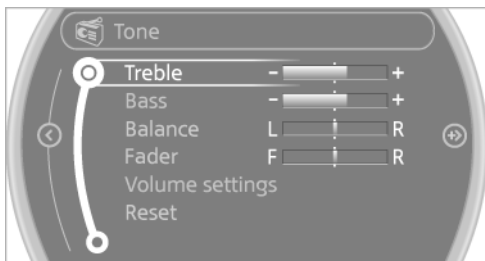 Tone
Treble - +
Bass - +
Balance L R
Fader F R
Volume settings
Reset